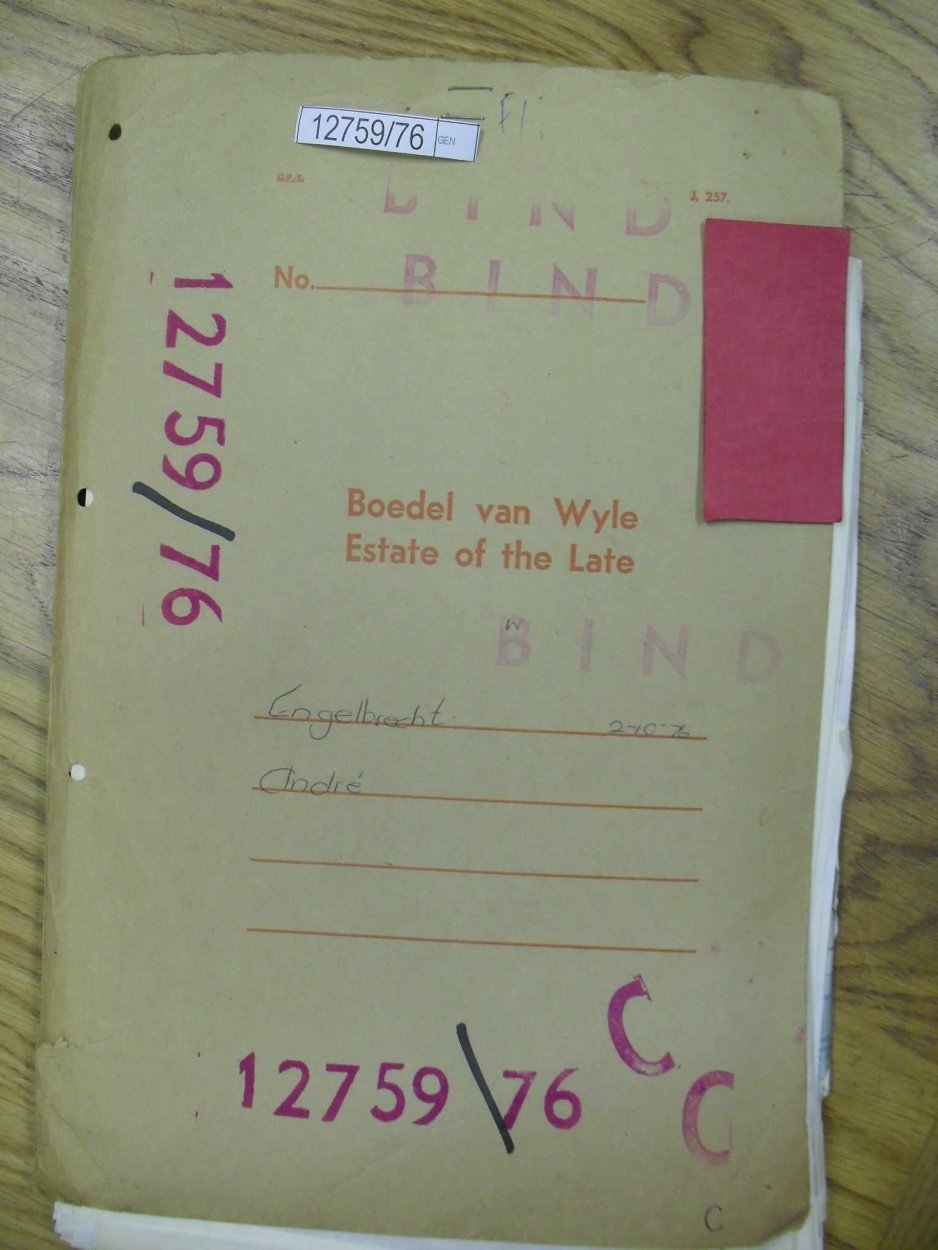 12759/76 GEN
G.P.-S.
J. 257.
BIND
No.
BIND
12759/76
Boedel van Wyle
Estate of the Late
BIND
Engelbrecht
André
C
12759/76
C
C